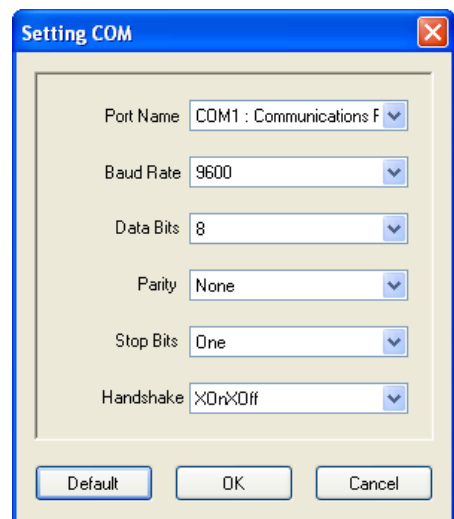 Setting COM
Port Name COM1 : Communications F
Baud Rate 9600
Data Bits 8
Parity None
Stop Bits One
Handshake XOnXOff
Default OK Cancel